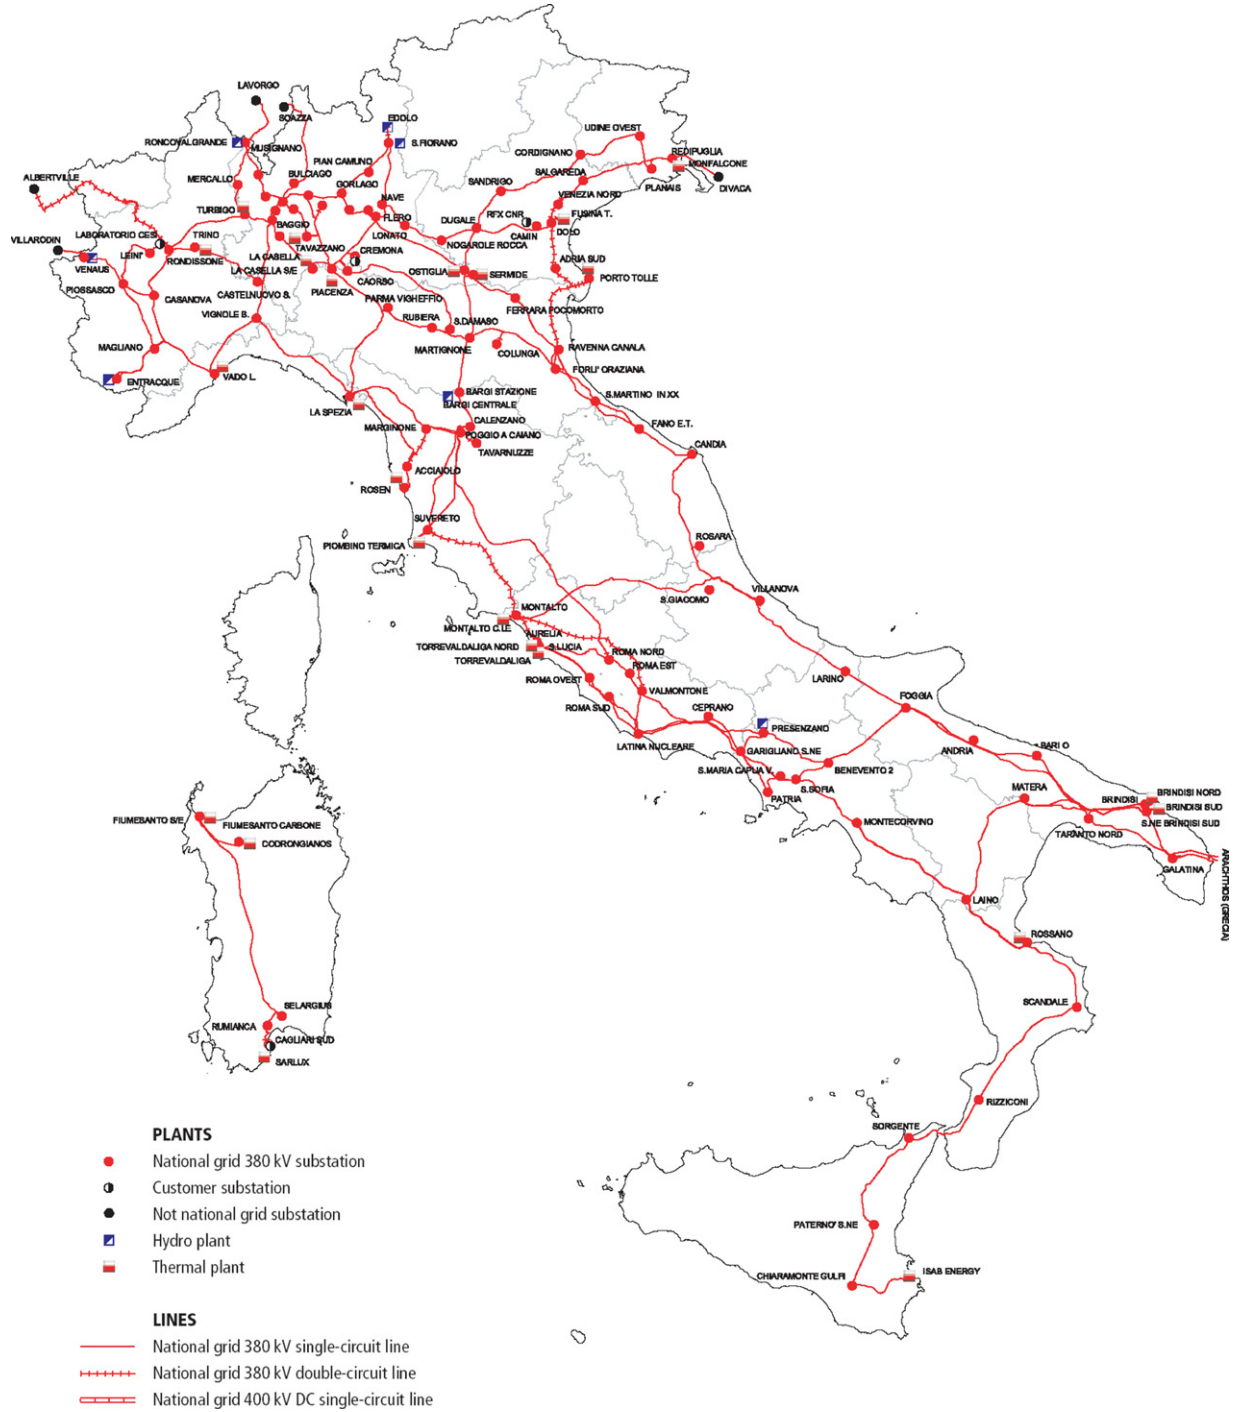 LAVORGO
SOAZZA
EDOLO
RONCOVALGRANDE
MUSIGNANO
S.FIORANO
UDINE OVEST
PIAN CAMUNO
CORDIGNANO
REDIPUGLIA
MONFALCONE
ALBERTVILLE
MERCALLO
BULCIAGO
GORLAGO
SANDRIGO
SALGAREDA
PLANAIS
DIVACA
NAVE
VENEZIA NORD
TURBIGO
BAGGIO
FLERO
DUGALE
RFX CNR
FUSINA T.
LABORATORIO CESI
TRINO
LONATO
CAMIN
DOLO
VILLARODIN
LEINI'
TAVAZZANO
CREMONA
NOGAROLE ROCCA
VENAUS
RONDISSONE
LA CASELLA
LA CASELLA S/E
OSTIGLIA
SERMIDE
ADRIA SUD
PORTO TOLLE
PIOSSASCO
CASANOVA
CASTELNUOVO S.
PIACENZA
CAORSO
PARMA VIGHEFFIO
FERRARA FOCOMORTO
VIGNOLE B.
RUBIERA
S.DAMASO
MARTIGNONE
COLUNGA
RAVENNA CANALA
MAGLIANO
FORLI' ORAZIANA
ENTRACQUE
VADO L.
S.MARTINO IN XX
BARGI STAZIONE
BARGI CENTRALE
LA SPEZIA
CALENZANO
FANO E.T.
MARGINONE
POGGIO A CAIANO
TAVARNUZZE
CANDIA
ACCIAIOLO
ROSEN
SUVERETO
ROSARA
PIOMBINO TERMICA
S.GIACOMO
VILLANOVA
MONTALTO
MONTALTO C.LE
AURELIA
TORREVALDALIGA NORD
S.LUCIA
TORREVALDALIGA
ROMA NORD
ROMA EST
ROMA OVEST
LARINO
VALMONTONE
FOGGIA
ROMA SUD
CEPRANO
PRESENZANO
LATINA NUCLEARE
GARIGLIANO S.NE
ANDRIA
BARI O
S.MARIA CAPUA V.
BENEVENTO 2
S.SOFIA
PATRIA
MATERA
BRINDISI NORD
BRINDISI
BRINDISI SUD
S.NE BRINDISI SUD
FIUMESANTO S/E
FIUMESANTO CARBONE
MONTECORVINO
TARANTO NORD
CODRONGIANOS
GALATINA
ARACHTHOS (GRECIA)
LAINO
ROSSANO
SELARGIUS
SCANDALE
RUMIANCA
CAGLIARI SUD
SARLUX
RIZZICONI
SORGENTE
PATERNO' S.NE
CHIARAMONTE GULFI
ISAB ENERGY
PLANTS
National grid 380 kV substation
Customer substation
Not national grid substation
Hydro plant
Thermal plant
LINES
National grid 380 kV single-circuit line
National grid 380 kV double-circuit line
National grid 400 kV DC single-circuit line